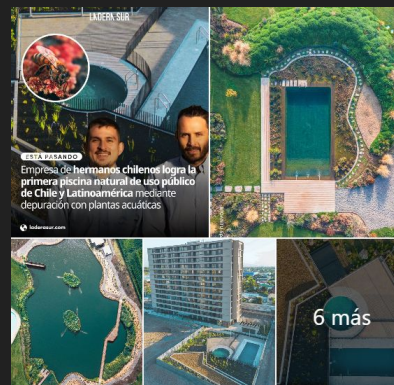 LADERA SUR
ESTÁ PASANDO
Empresa de hermanos chilenos logra la
primera piscina natural de uso público
de Chile y Latinoamérica mediante
depuración con plantas acuáticas
laderasur.com
6 más